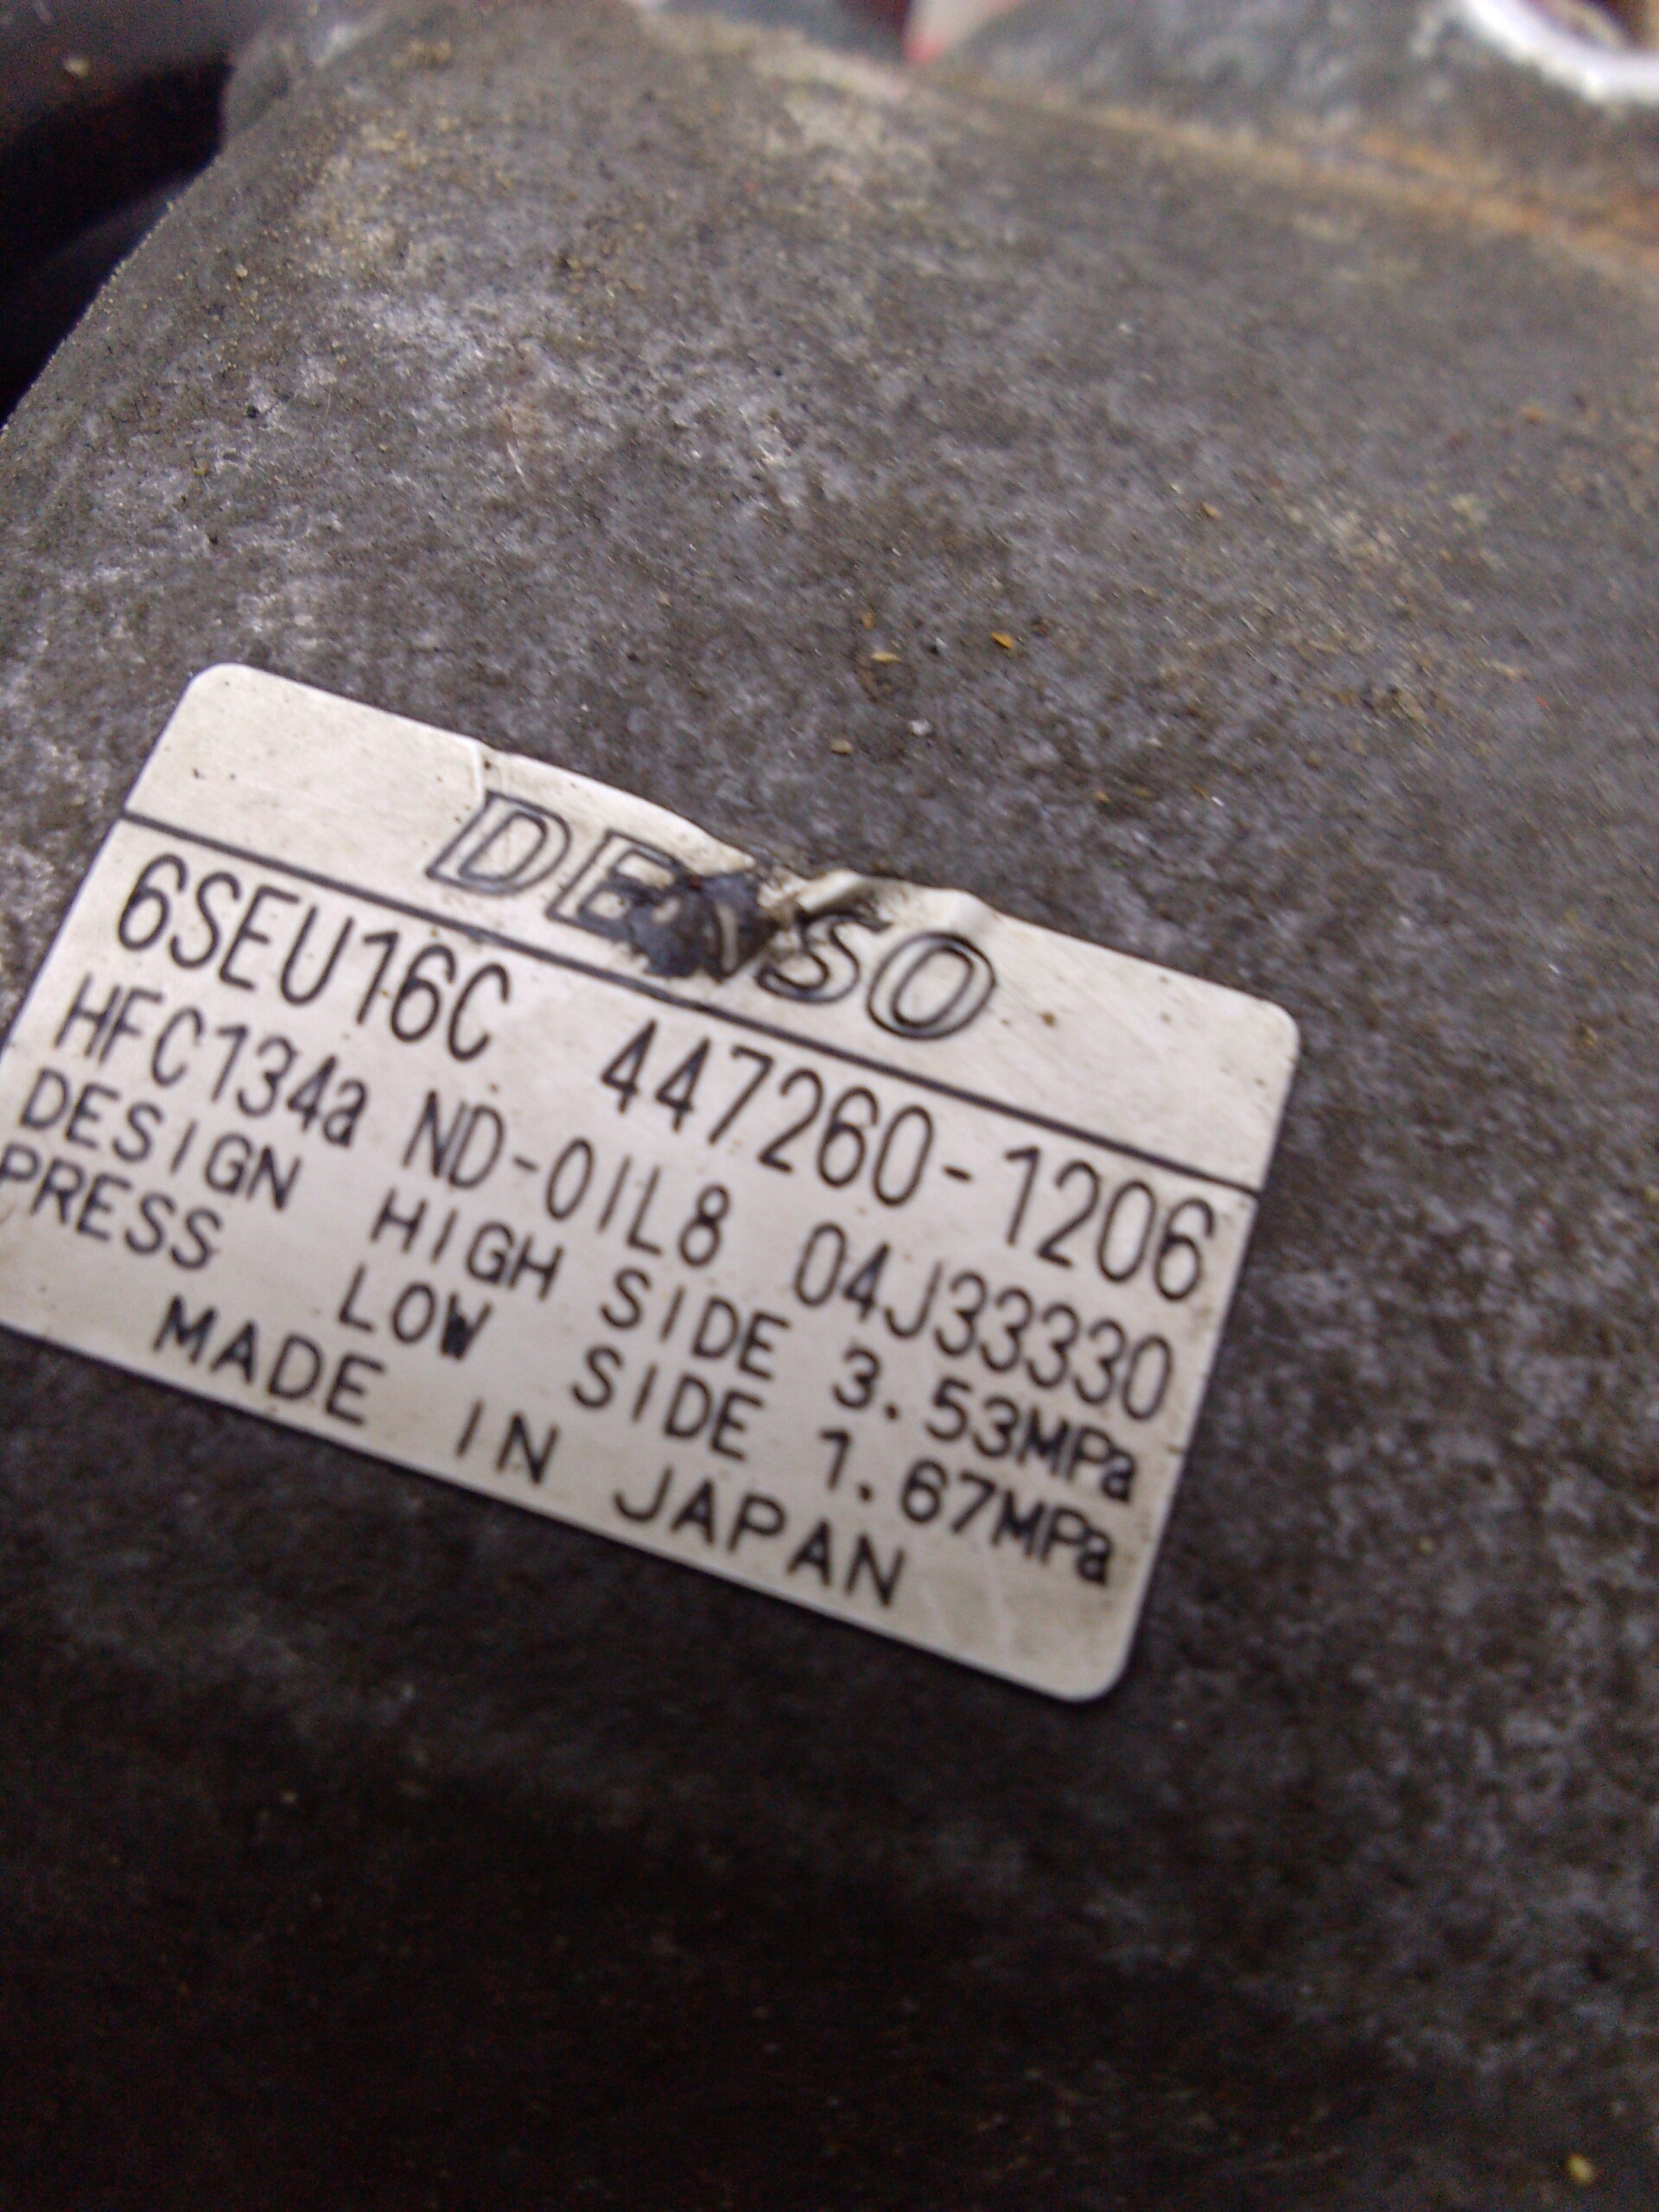 DENSO
6SEU16C 447260-1206
HFC134a ND-OIL8 04J33330
DESIGN HIGH SIDE 3.53MPa
PRESS LOW SIDE 1.67MPa
MADE IN JAPAN